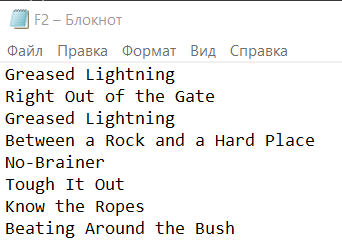 F2 – Блокнот
Файл Правка Формат Вид Справка
Greased Lightning
Right Out of the Gate
Greased Lightning
Between a Rock and a Hard Place
No-Brainer
Tough It Out
Know the Ropes
Beating Around the Bush